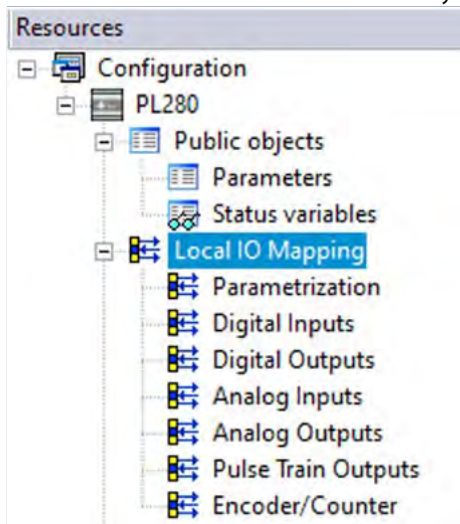 Resources
Configuration
PL280
Public objects
Parameters
Status variables
Local IO Mapping
Parametrization
Digital Inputs
Digital Outputs
Analog Inputs
Analog Outputs
Pulse Train Outputs
Encoder/Counter